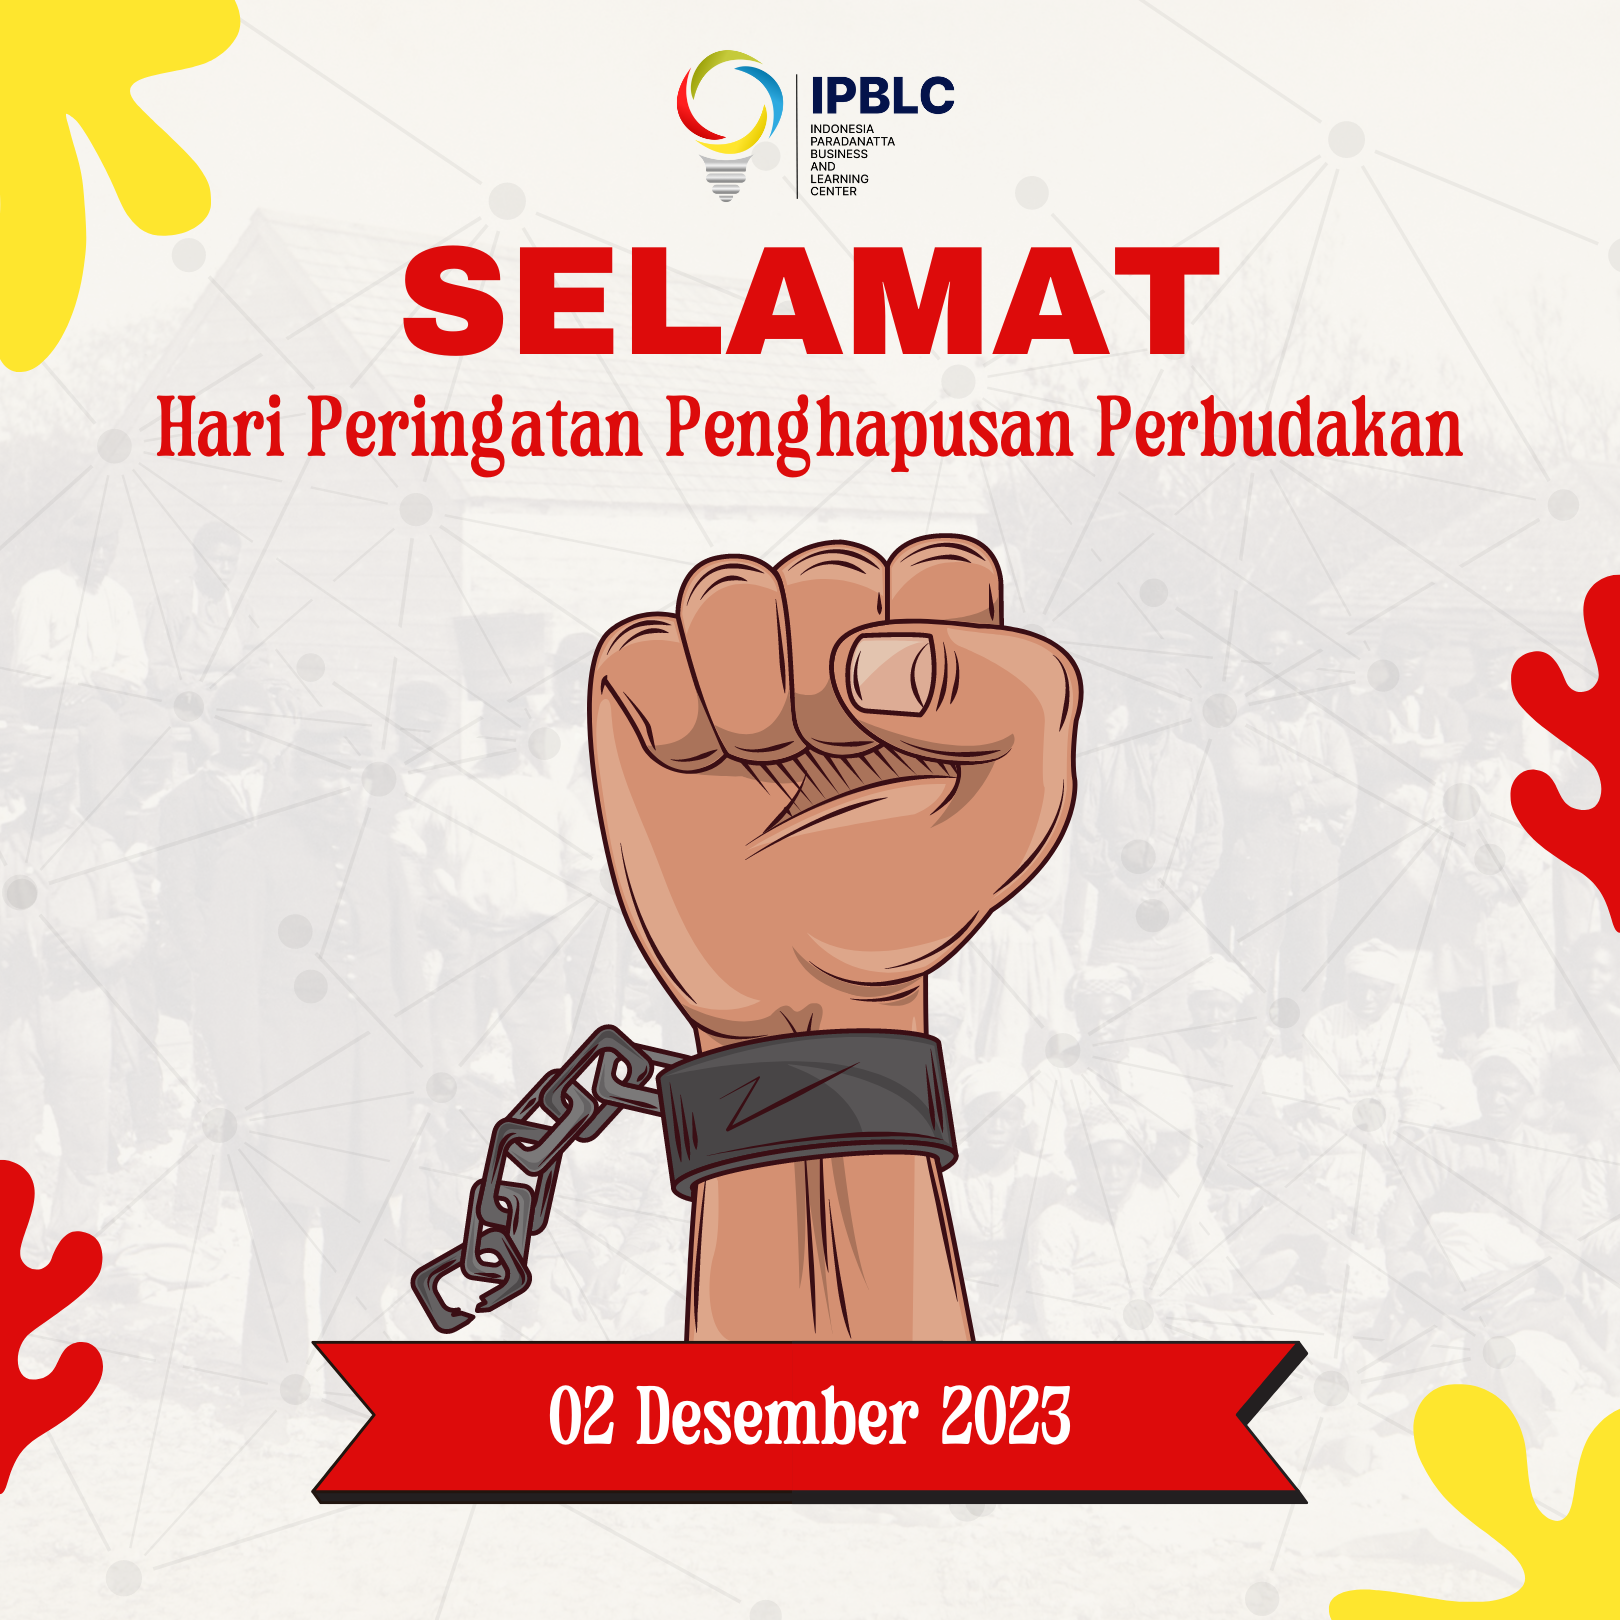 IPBLC
INDONESIA
PARADANATTA
BUSINESS
AND
LEARNING
CENTER
SELAMAT
Hari Peringatan Penghapusan Perbudakan
02 Desember 2023